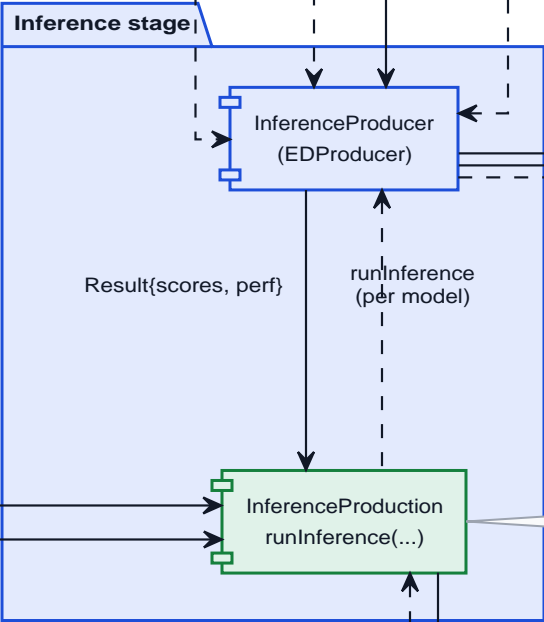 Inference stage
InferenceProducer
(EDProducer)
Result{scores, perf}
runInference
(per model)
InferenceProduction
runInference(...)